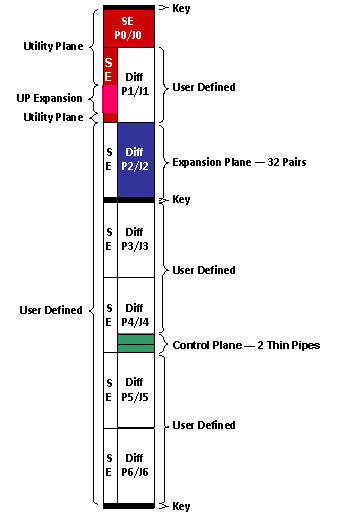 Key
SE
P0/J0
Utility Plane
S
E
Diff
P1/J1
User Defined
UP Expansion
Utility Plane
S
E
Diff
P2/J2
Expansion Plane — 32 Pairs
Key
S
E
Diff
P3/J3
User Defined
User Defined
S
E
Diff
P4/J4
Control Plane — 2 Thin Pipes
S
E
Diff
P5/J5
User Defined
S
E
Diff
P6/J6
Key